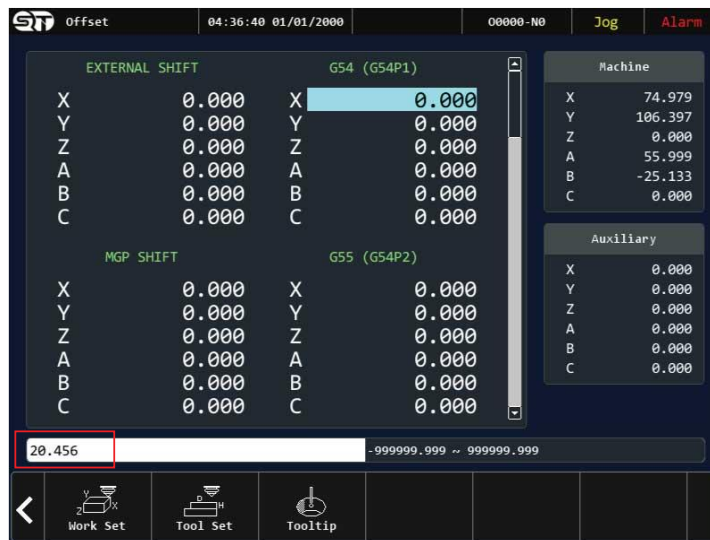 ST Offset 04:36:40 01/01/2000 O0000-N0 Jog Alarm
EXTERNAL SHIFT G54 (G54P1)
X 0.000 X 0.000
Y 0.000 Y 0.000
Z 0.000 Z 0.000
A 0.000 A 0.000
B 0.000 B 0.000
C 0.000 C 0.000
MGP SHIFT G55 (G54P2)
X 0.000 X 0.000
Y 0.000 Y 0.000
Z 0.000 Z 0.000
A 0.000 A 0.000
B 0.000 B 0.000
C 0.000 C 0.000
Machine
X 74.979
Y 106.397
Z 0.000
A 55.999
B -25.133
C 0.000
Auxiliary
X 0.000
Y 0.000
Z 0.000
A 0.000
B 0.000
C 0.000
20.456 -999999.999 ~ 999999.999
Y Z X D H
Work Set Tool Set Tooltip